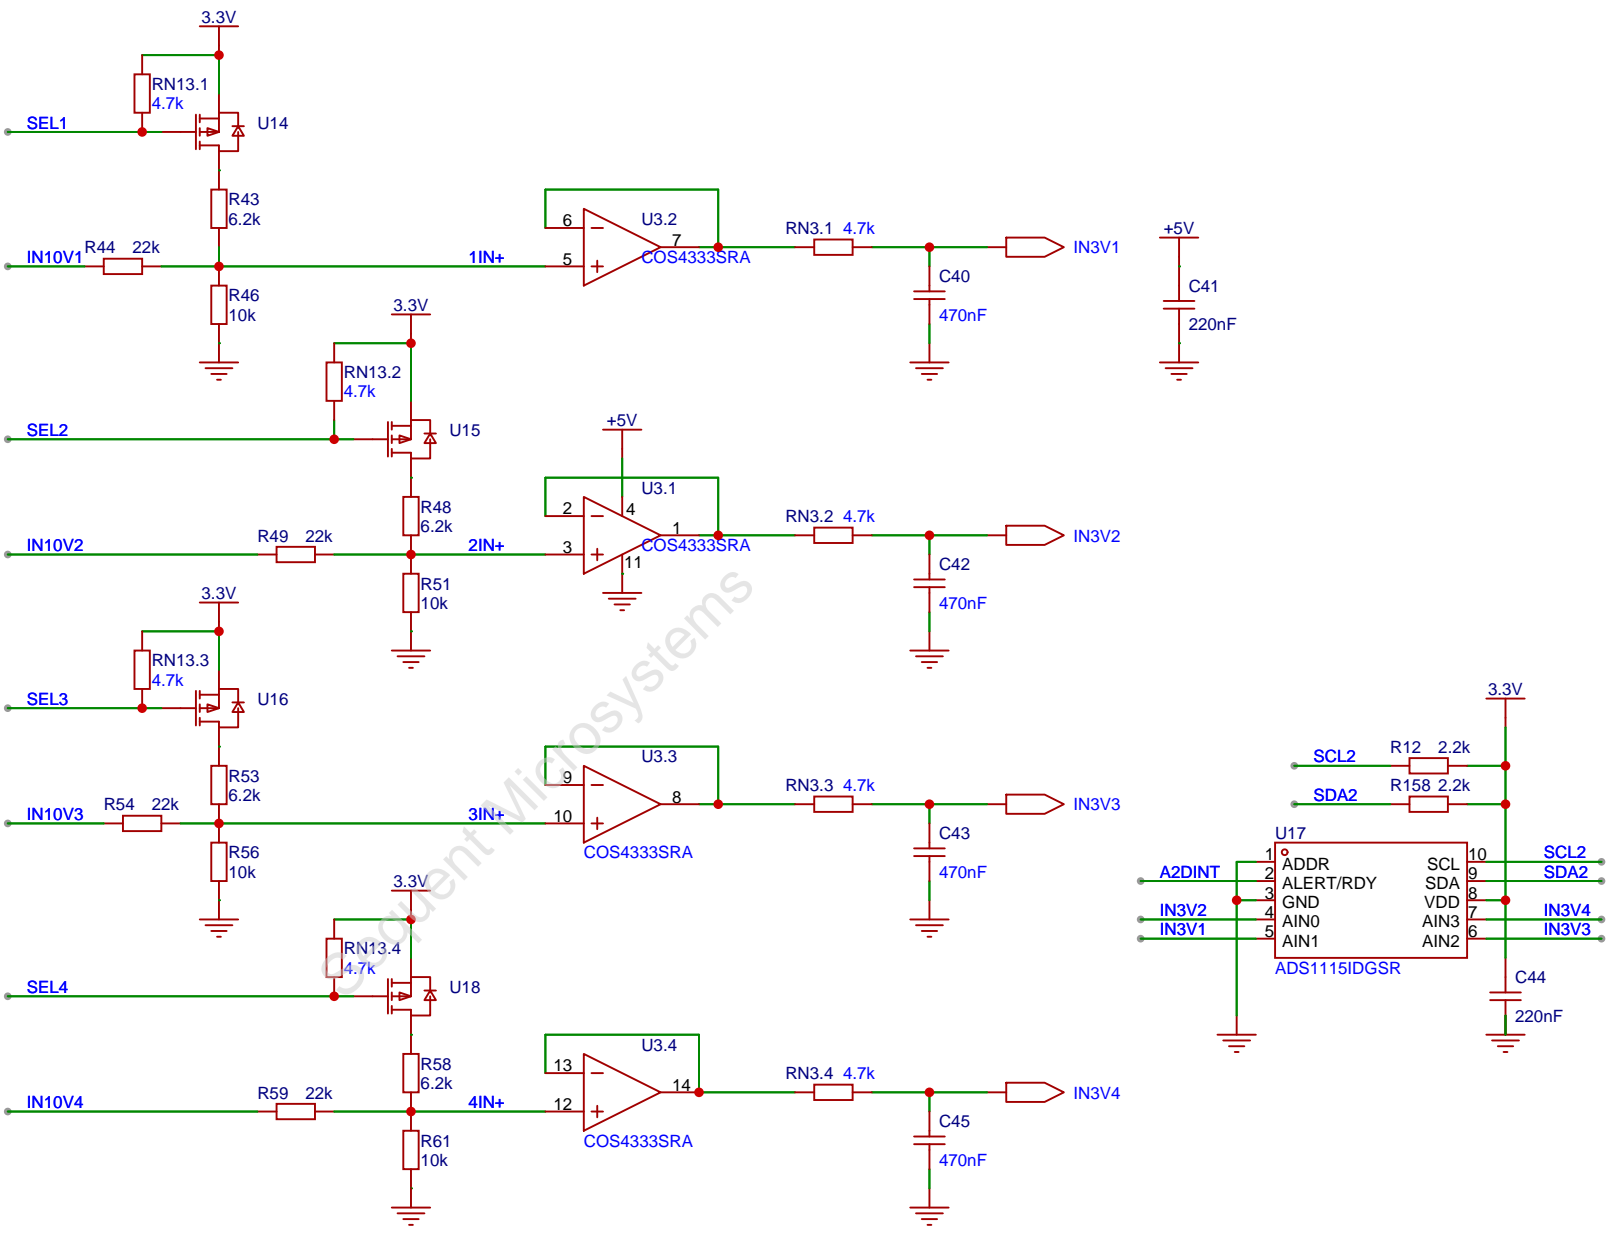 3.3V
RN13.1
4.7k
SEL1
U14
R43
6.2k
IN10V1
R44 22k
1IN+
R46
10k
6
5
7
U3.2
COS4333SRA
RN3.1 4.7k
C40
470nF
IN3V1
+5V
C41
220nF
3.3V
RN13.2
4.7k
SEL2
U15
R48
6.2k
IN10V2
R49 22k
2IN+
R51
10k
+5V
2
3
4
11
1
U3.1
COS4333SRA
RN3.2 4.7k
C42
470nF
IN3V2
3.3V
RN13.3
4.7k
SEL3
U16
R53
6.2k
IN10V3
R54 22k
3IN+
R56
10k
9
10
8
U3.3
COS4333SRA
RN3.3 4.7k
C43
470nF
IN3V3
3.3V
RN13.4
4.7k
SEL4
U18
R58
6.2k
IN10V4
R59 22k
4IN+
R61
10k
13
12
14
U3.4
COS4333SRA
RN3.4 4.7k
C45
470nF
IN3V4
3.3V
SCL2
R12 2.2k
SDA2
R158 2.2k
U17
1 ADDR SCL 10 SCL2
A2DINT 2 ALERT/RDY SDA 9 SDA2
3 GND VDD 8
IN3V2 4 AIN0 AIN3 7 IN3V4
IN3V1 5 AIN1 AIN2 6 IN3V3
ADS1115IDGSR
C44
220nF
Sequent Microsystems